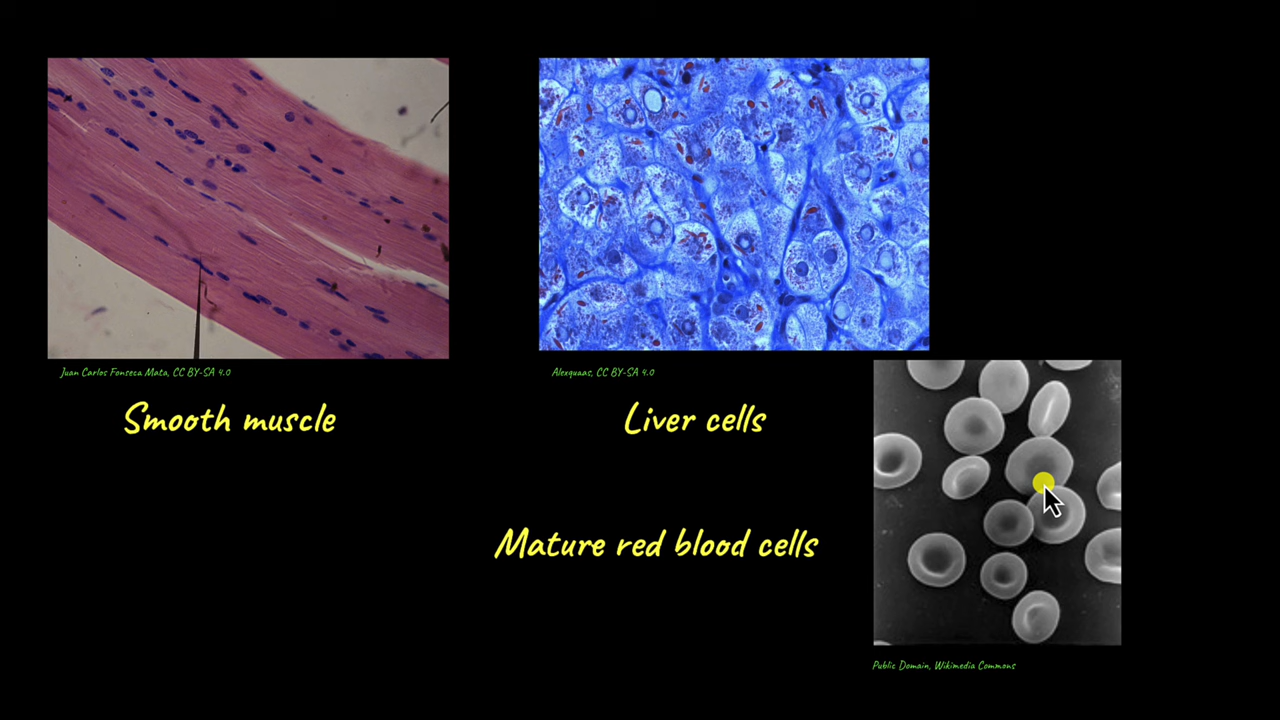 Juan Carlos Fonseca Mata, CC BY-SA 4.0
Alexquaas, CC BY-SA 4.0
Smooth muscle
Liver cells
Mature red blood cells
Public Domain, Wikimedia Commons